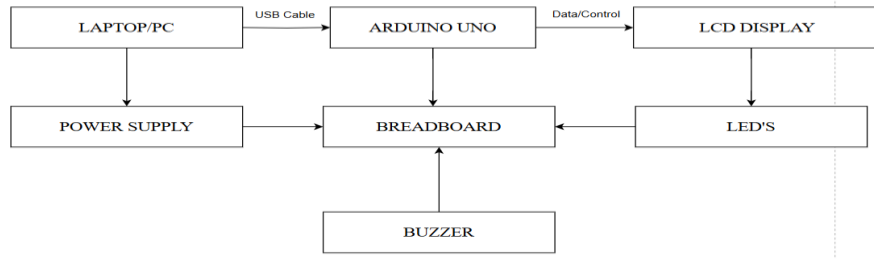 USB Cable
Data/Control
LAPTOP/PC
ARDUINO UNO
LCD DISPLAY
POWER SUPPLY
BREADBOARD
LED'S
BUZZER